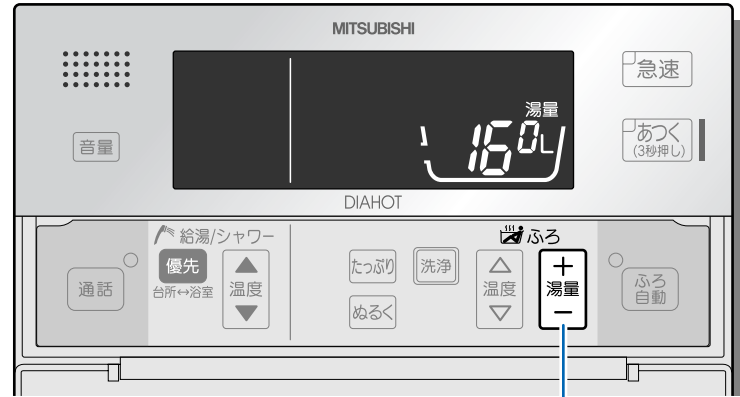 MITSUBISHI
急速
湯量
160L
あつく
(3秒押し)
音量
DIAHOT
給湯/シャワー
ふろ
通話
優先
台所↔浴室
温度
たっぷり
洗浄
ぬるく
温度
+
湯量
−
ふろ
自動